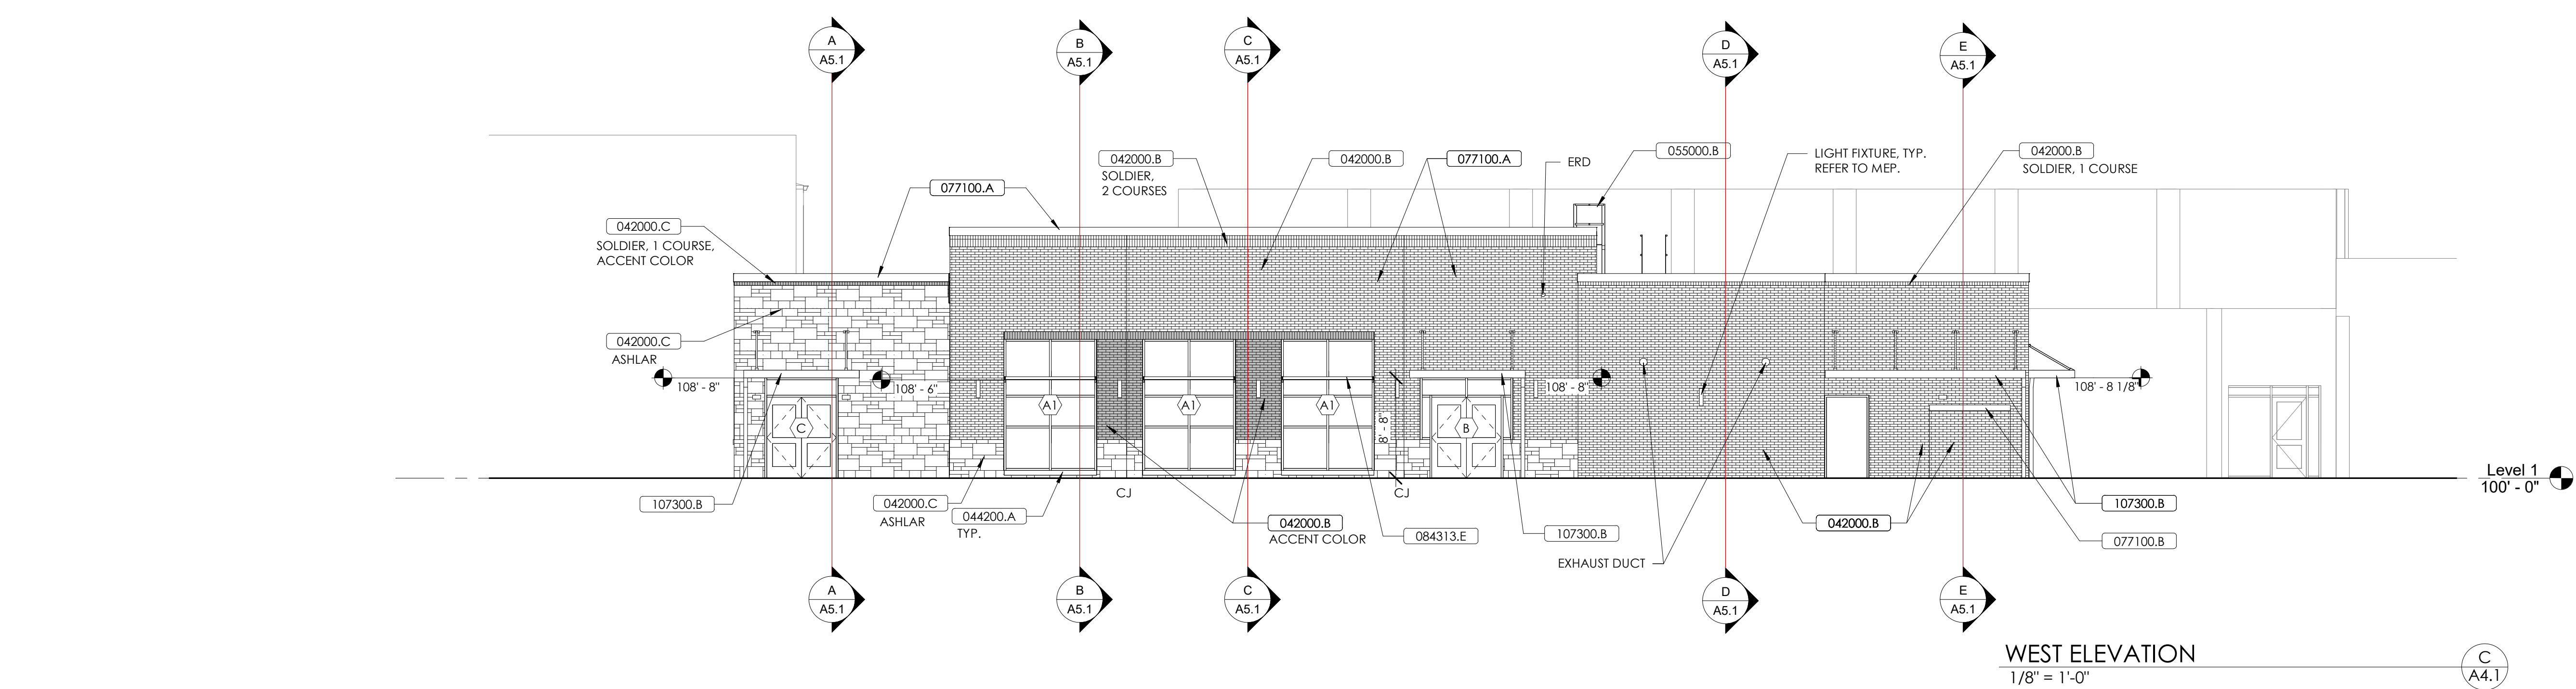 A
A5.1
B
A5.1
C
A5.1
D
A5.1
E
A5.1
042000.B
SOLDIER,
2 COURSES
042000.B
077100.A
ERD
055000.B
LIGHT FIXTURE, TYP.
REFER TO MEP.
042000.B
SOLDIER, 1 COURSE
077100.A
042000.C
SOLDIER, 1 COURSE,
ACCENT COLOR
042000.C
ASHLAR
108' - 8"
108' - 6"
108' - 8"
108' - 8 1/8"
C
A1
A1
A1
8' - 8"
B
Level 1
100' - 0"
107300.B
042000.C
ASHLAR
044200.A
TYP.
CJ
CJ
042000.B
ACCENT COLOR
084313.E
107300.B
EXHAUST DUCT
042000.B
107300.B
077100.B
A
A5.1
B
A5.1
C
A5.1
D
A5.1
E
A5.1
WEST ELEVATION
1/8" = 1'-0"
C
A4.1